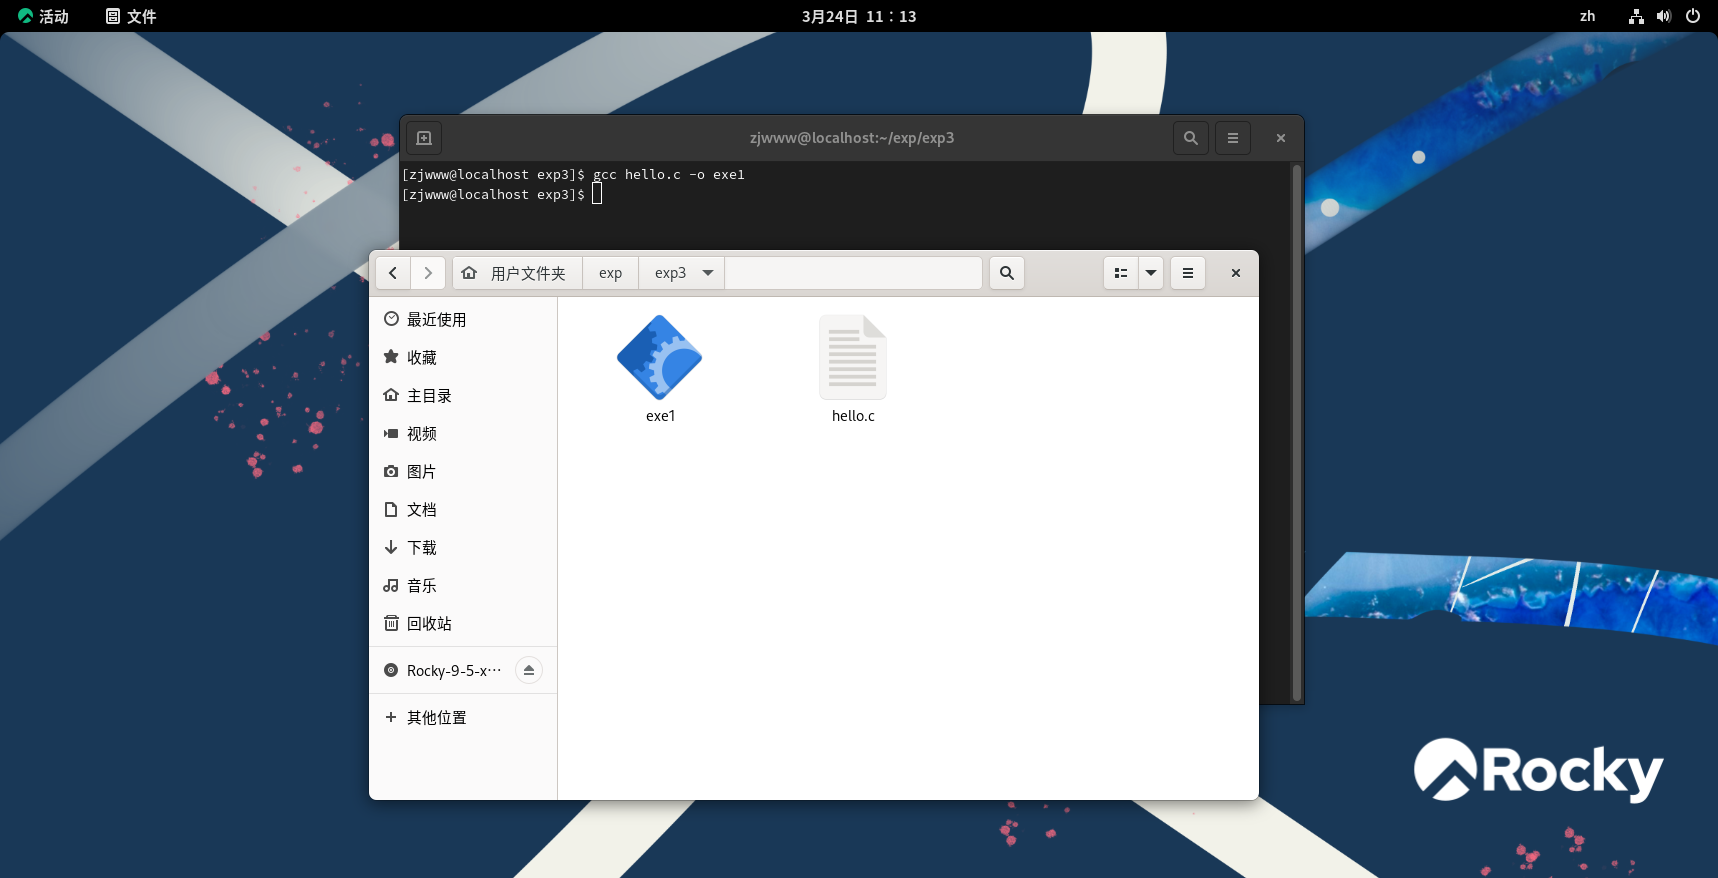 活动 文件 3月24日 11：13 zh
zjwww@localhost:~/exp/exp3
[zjwww@localhost exp3]$ gcc hello.c -o exe1
[zjwww@localhost exp3]$
用户文件夹 exp exp3
最近使用
收藏
主目录
视频
图片
文档
下载
音乐
回收站
Rocky-9-5-x…
其他位置
exe1 hello.c
Rocky